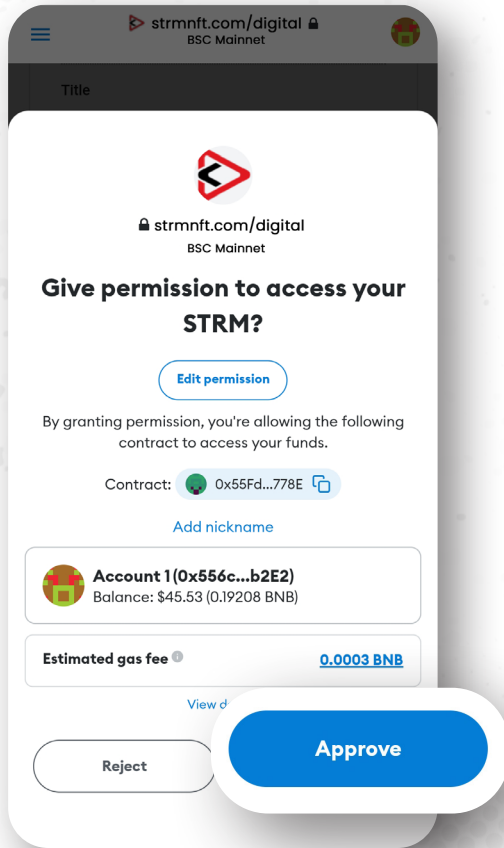 strmnft.com/digital
BSC Mainnet
Title
strmnft.com/digital
BSC Mainnet
Give permission to access your
STRM?
Edit permission
By granting permission, you're allowing the following
contract to access your funds.
Contract: 0x55Fd...778E
Add nickname
Account 1 (0x556c...b2E2)
Balance: $45.53 (0.19208 BNB)
Estimated gas fee 0.0003 BNB
View d
Reject
Approve